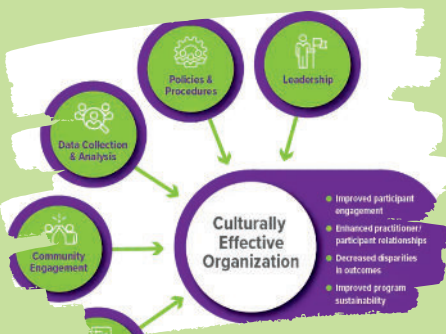 Policies &
Procedures
Leadership
Data Collection
& Analysis
Community
Engagement
Culturally
Effective
Organization
Improved participant
engagement
Enhanced practitioner/
participant relationships
Decreased disparities
in outcomes
Improved program
sustainability